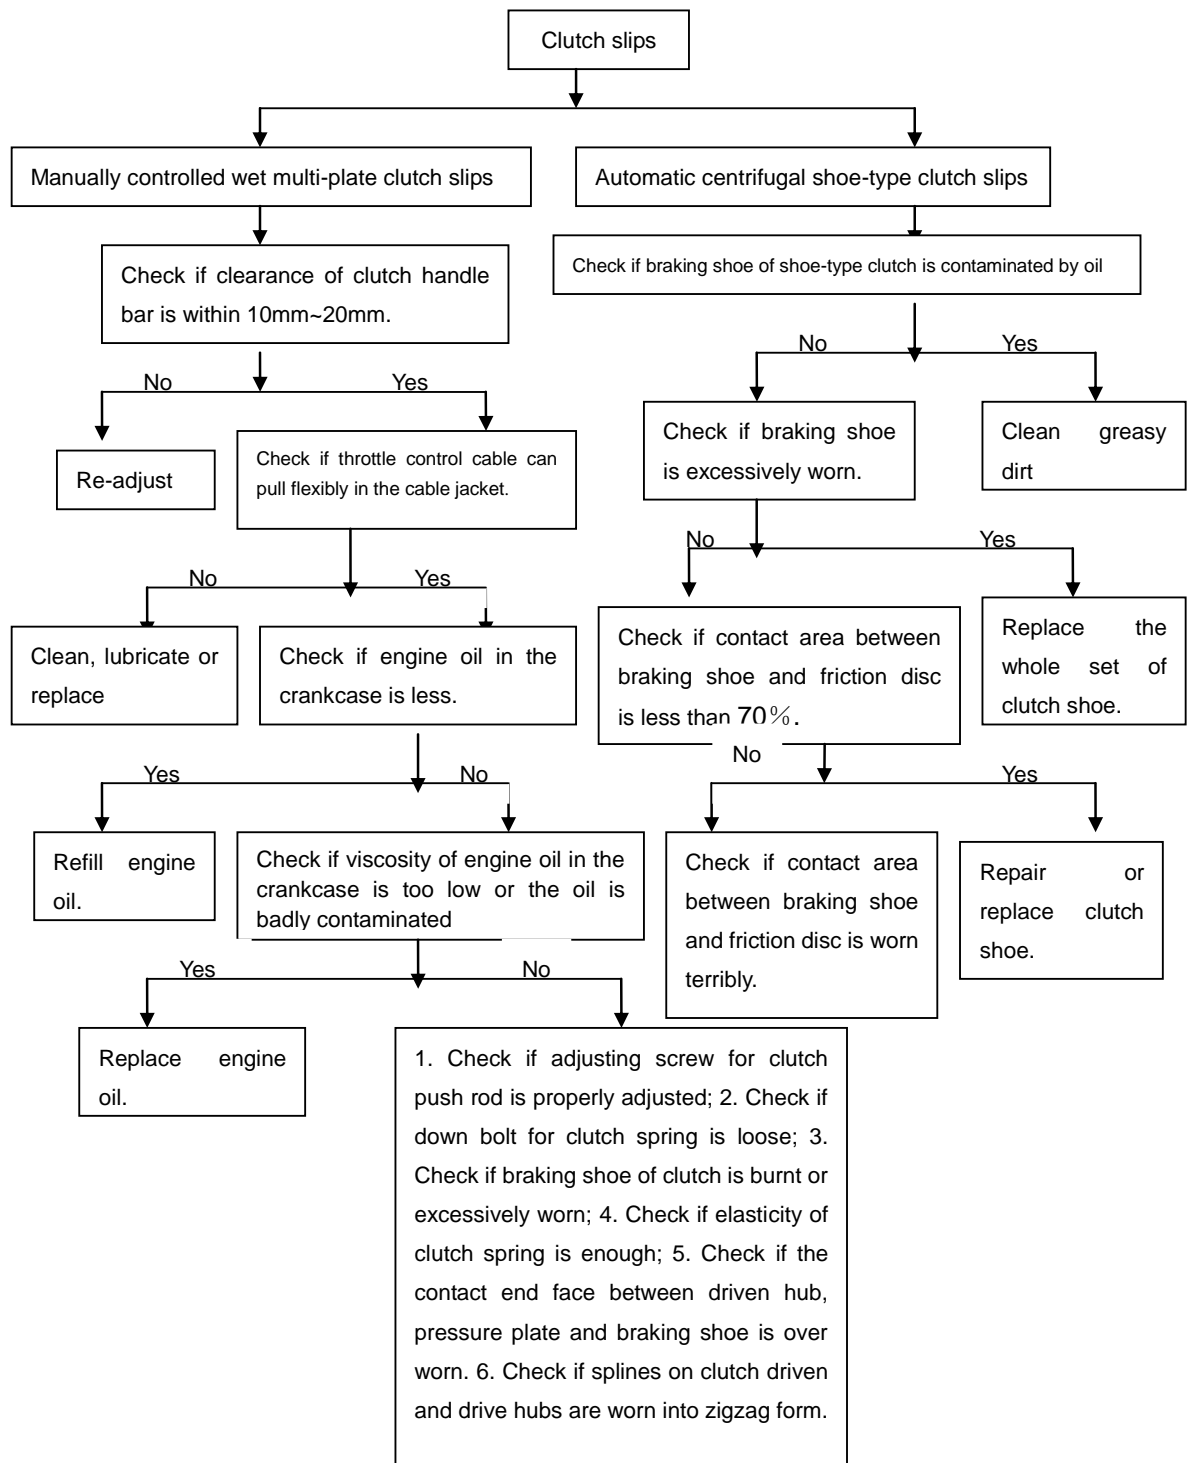 Clutch slips
Manually controlled wet multi-plate clutch slips
Automatic centrifugal shoe-type clutch slips
Check if clearance of clutch handle
bar is within 10mm~20mm.
Check if braking shoe of shoe-type clutch is contaminated by oil
No
Yes
No
Yes
Re-adjust
Check if throttle control cable can
pull flexibly in the cable jacket.
Check if braking shoe
is excessively worn.
Clean greasy
dirt
No
Yes
No
Yes
Clean, lubricate or
replace
Check if engine oil in the
crankcase is less.
Check if contact area between
braking shoe and friction disc
is less than 70%.
Replace the
whole set of
clutch shoe.
Yes
No
No
Yes
Refill engine
oil.
Check if viscosity of engine oil in the
crankcase is too low or the oil is
badly contaminated
Check if contact area
between braking shoe
and friction disc is worn
terribly.
Repair or
replace clutch
shoe.
Yes
No
Replace engine
oil.
1. Check if adjusting screw for clutch
push rod is properly adjusted; 2. Check if
down bolt for clutch spring is loose; 3.
Check if braking shoe of clutch is burnt or
excessively worn; 4. Check if elasticity of
clutch spring is enough; 5. Check if the
contact end face between driven hub,
pressure plate and braking shoe is over
worn. 6. Check if splines on clutch driven
and drive hubs are worn into zigzag form.